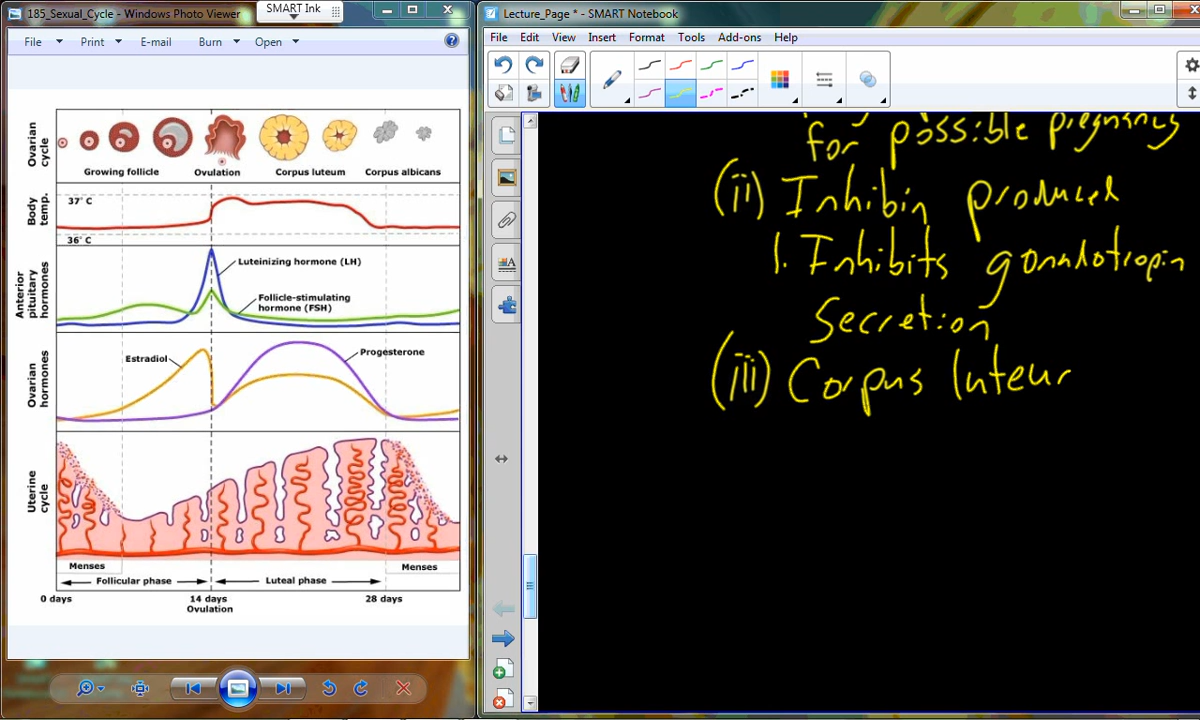 185_Sexual_Cycle - Windows Photo Viewer
SMART Ink
File Print E-mail Burn Open
Ovarian cycle
Growing follicle Ovulation Corpus luteum Corpus albicans
Body temp.
37° C
36° C
Anterior pituitary hormones
Luteinizing hormone (LH)
Follicle-stimulating
hormone (FSH)
Ovarian hormones
Estradiol
Progesterone
Uterine cycle
Menses Menses
Follicular phase Luteal phase
0 days 14 days 28 days
Ovulation
Lecture_Page * - SMART Notebook
File Edit View Insert Format Tools Add-ons Help
for possible pregnancy
(ii) Inhibin produced
1. Inhibits gonadotropin
Secretion
(iii) Corpus luteur